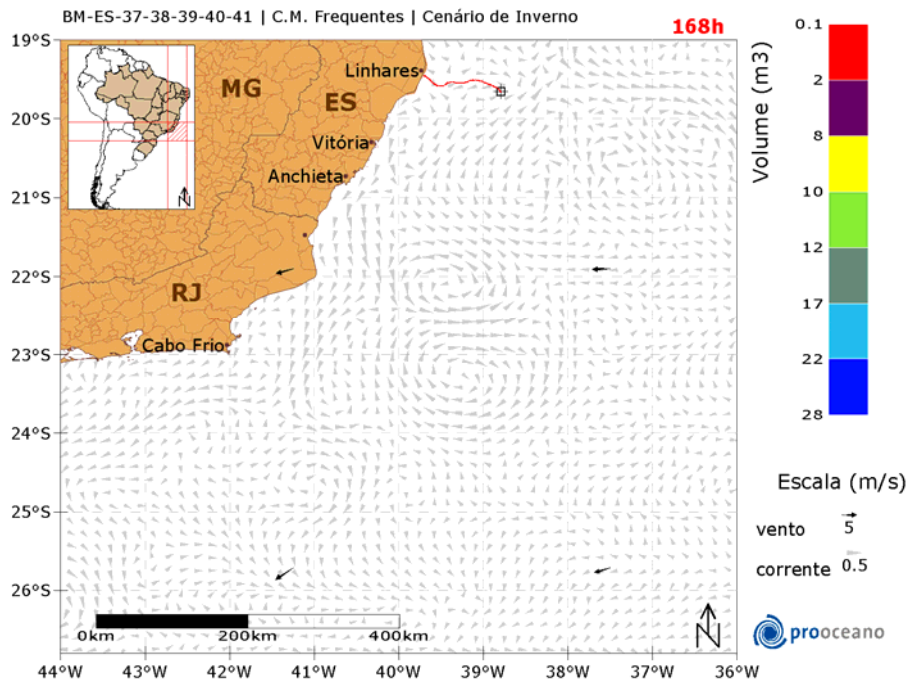 BM-ES-37-38-39-40-41 | C.M. Frequentes | Cenário de Inverno
168h
19°S
20°S
21°S
22°S
23°S
24°S
25°S
26°S
MG
ES
RJ
Linhares
Vitória
Anchieta
Cabo Frio
N
0km
200km
400km
N
44°W
43°W
42°W
41°W
40°W
39°W
38°W
37°W
36°W
Volume (m3)
0.1
2
8
10
12
17
22
28
Escala (m/s)
vento 5
corrente 0.5
prooceano